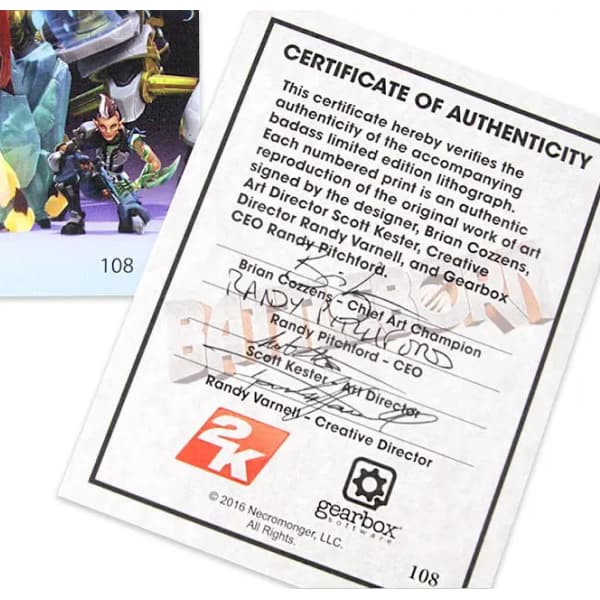 108
CERTIFICATE OF AUTHENTICITY
This certificate hereby verifies the
authenticity of the accompanying
badass limited edition lithograph.
Each numbered print is an authentic
reproduction of the original work of art
signed by the designer, Brian Cozzens,
Art Director Scott Kester, Creative
Director Randy Varnell, and Gearbox
CEO Randy Pitchford.
Brian Cozzens - Chief Art Champion
RANDY PITCHFORD
Randy Pitchford - CEO
Scott Kester - Art Director
Randy Varnell - Creative Director
2K
gearbox
software
© 2016 Necromonger, LLC.
All Rights.
108